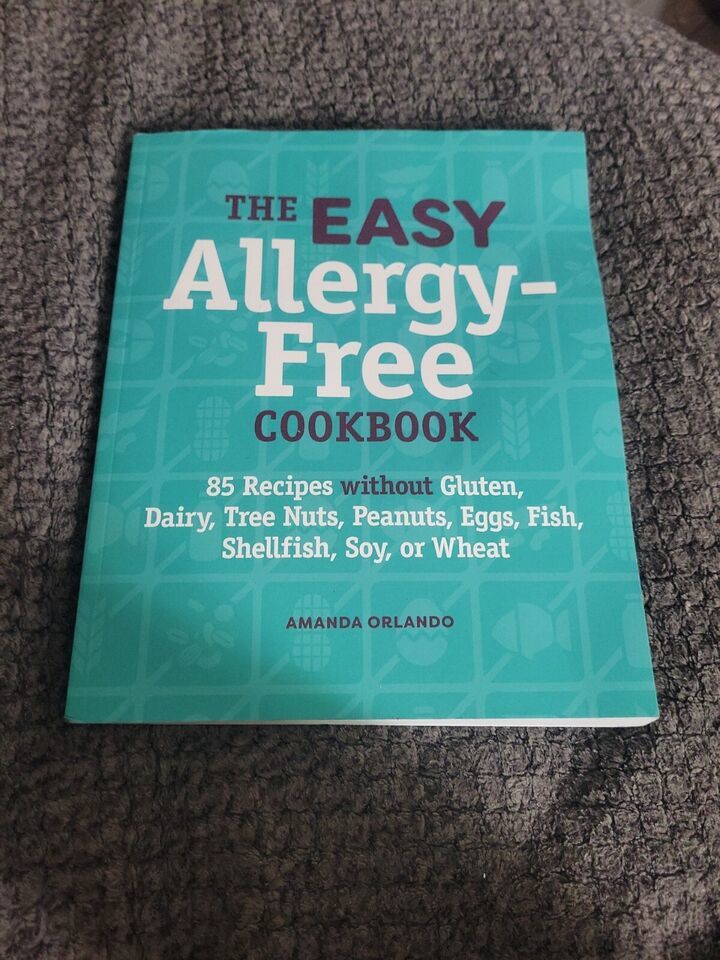 THE EASY
Allergy-
Free
COOKBOOK
85 Recipes without Gluten,
Dairy, Tree Nuts, Peanuts, Eggs, Fish,
Shellfish, Soy, or Wheat
AMANDA ORLANDO